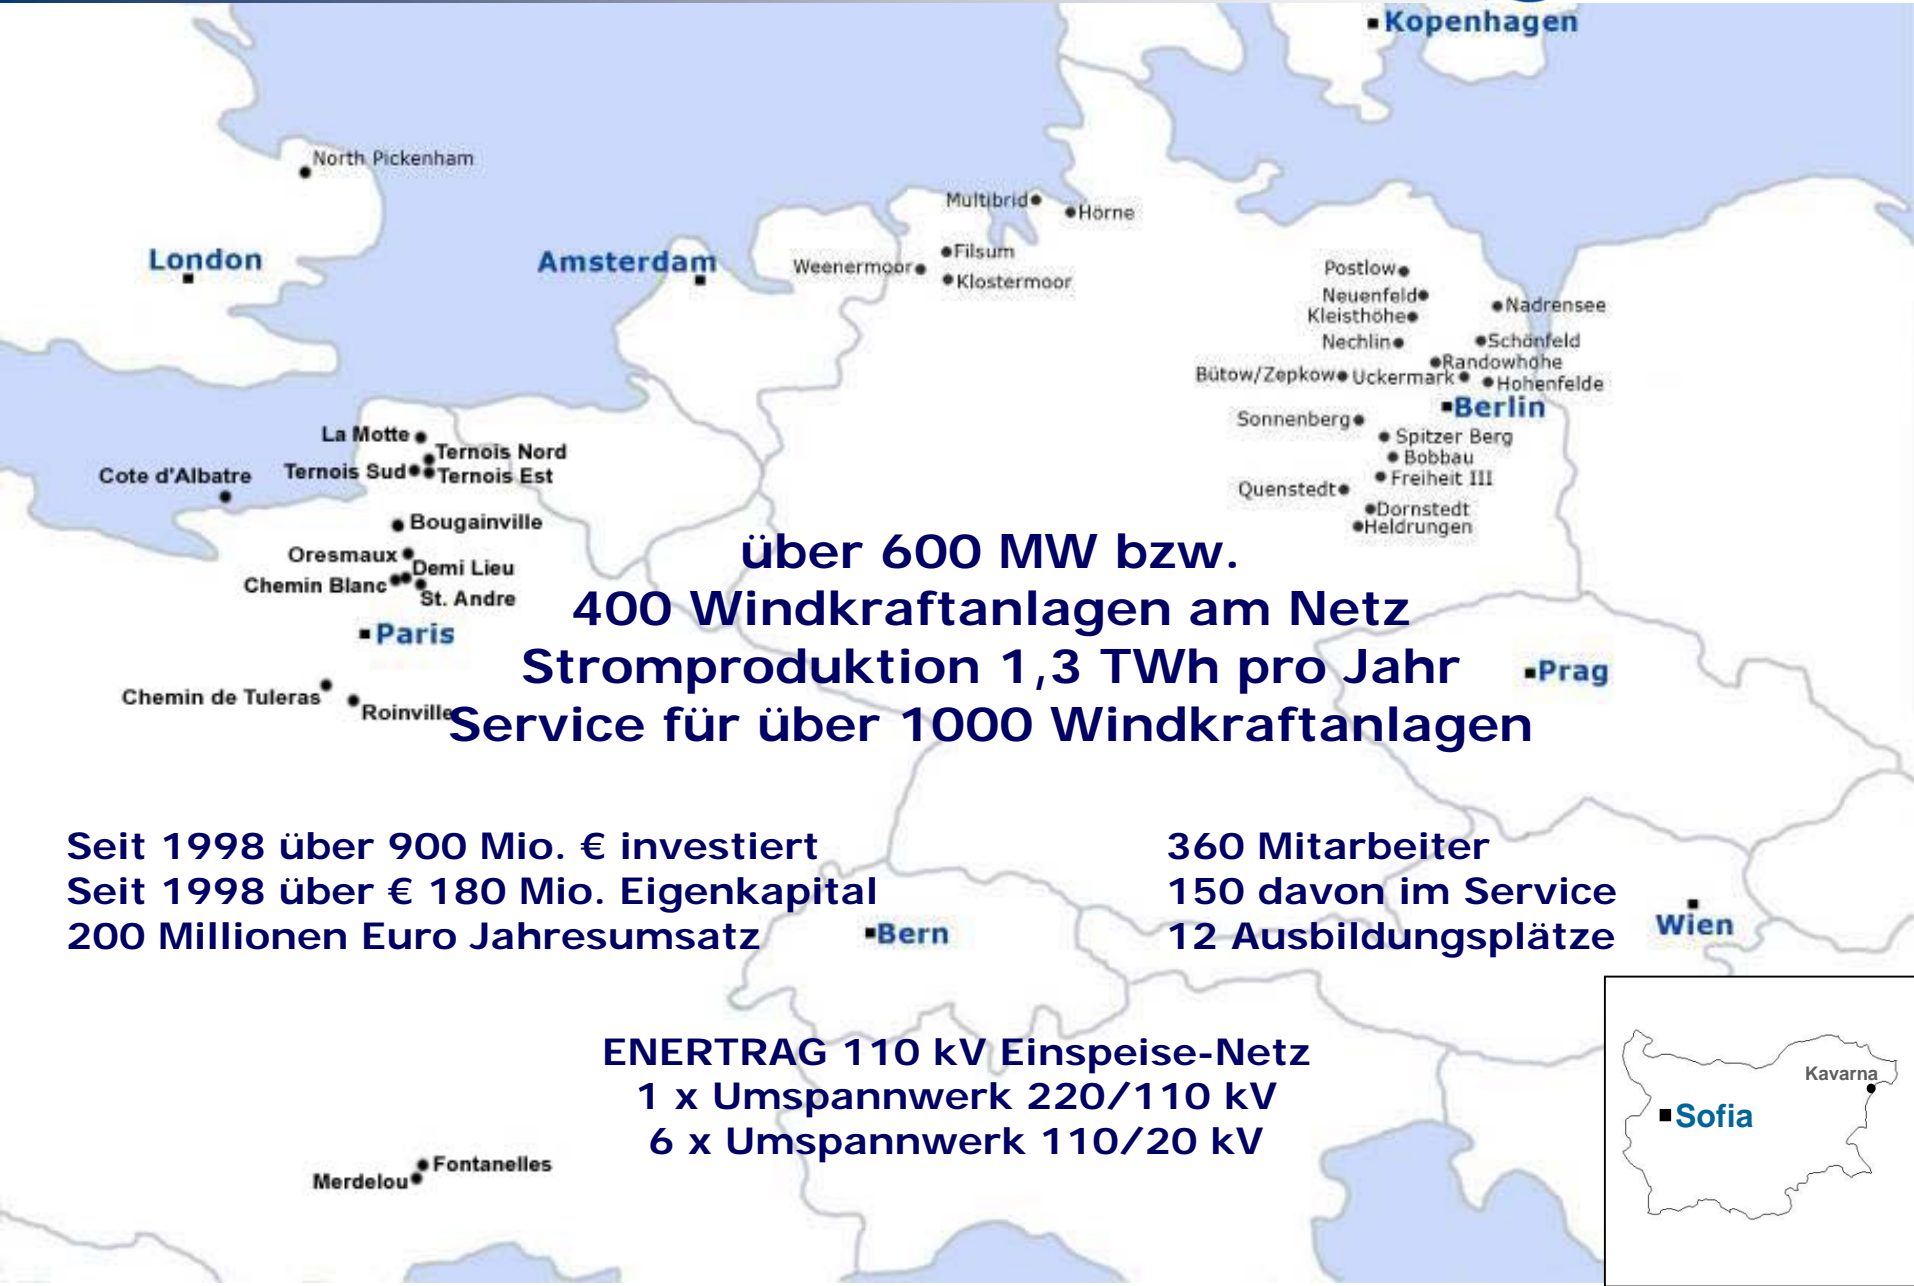 Kopenhagen
North Pickenham
Multibrid
Hörne
London
Amsterdam
Filsum
Weenermoor
Klostermoor
Postlow
Neuenfeld
Nadrensee
Kleisthöhe
Nechlin
Schönfeld
Randowhöhe
Bütow/Zepkow
Uckermark
Hohenfelde
Berlin
Sonnenberg
Spitzer Berg
Bobbau
Freiheit III
Quenstedt
Dornstedt
Heldrungen
La Motte
Ternois Nord
Ternois Sud
Ternois Est
Cote d'Albatre
Bougainville
Oresmaux
Demi Lieu
Chemin Blanc
St. Andre
Paris
Chemin de Tuleras
Roinville
über 600 MW bzw.
400 Windkraftanlagen am Netz
Stromproduktion 1,3 TWh pro Jahr
Service für über 1000 Windkraftanlagen
Prag
Seit 1998 über 900 Mio. € investiert
Seit 1998 über € 180 Mio. Eigenkapital
200 Millionen Euro Jahresumsatz
360 Mitarbeiter
150 davon im Service
12 Ausbildungsplätze
Bern
Wien
ENERTRAG 110 kV Einspeise-Netz
1 x Umspannwerk 220/110 kV
6 x Umspannwerk 110/20 kV
Kavarna
Sofia
Fontanelles
Merdelou